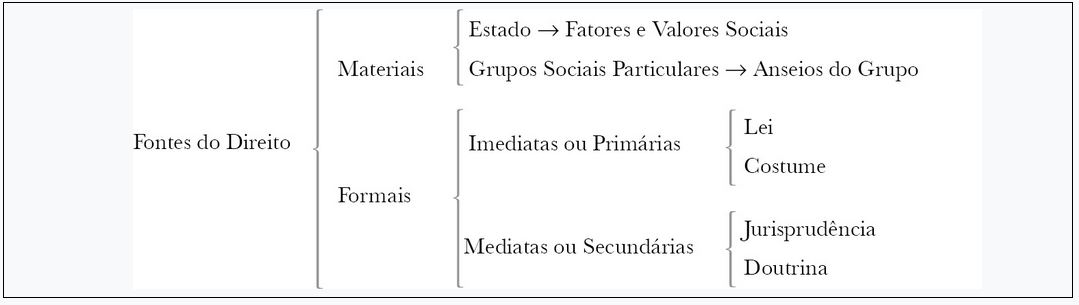 Fontes do Direito
Materiais
Estado → Fatores e Valores Sociais
Grupos Sociais Particulares → Anseios do Grupo
Formais
Imediatas ou Primárias
Lei
Costume
Mediatas ou Secundárias
Jurisprudência
Doutrina